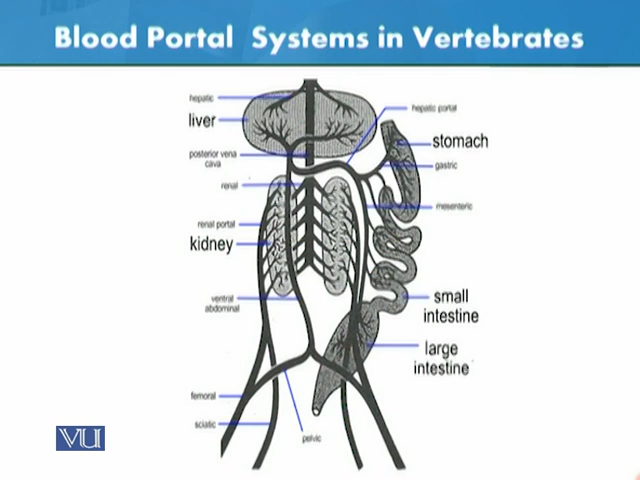 Blood Portal Systems in Vertebrates
hepatic
liver
posterior vena
cava
renal
renal portal
kidney
ventral
abdominal
femoral
sciatic
hepatic portal
stomach
gastric
mesenteric
small
intestine
large
intestine
pelvic
VU